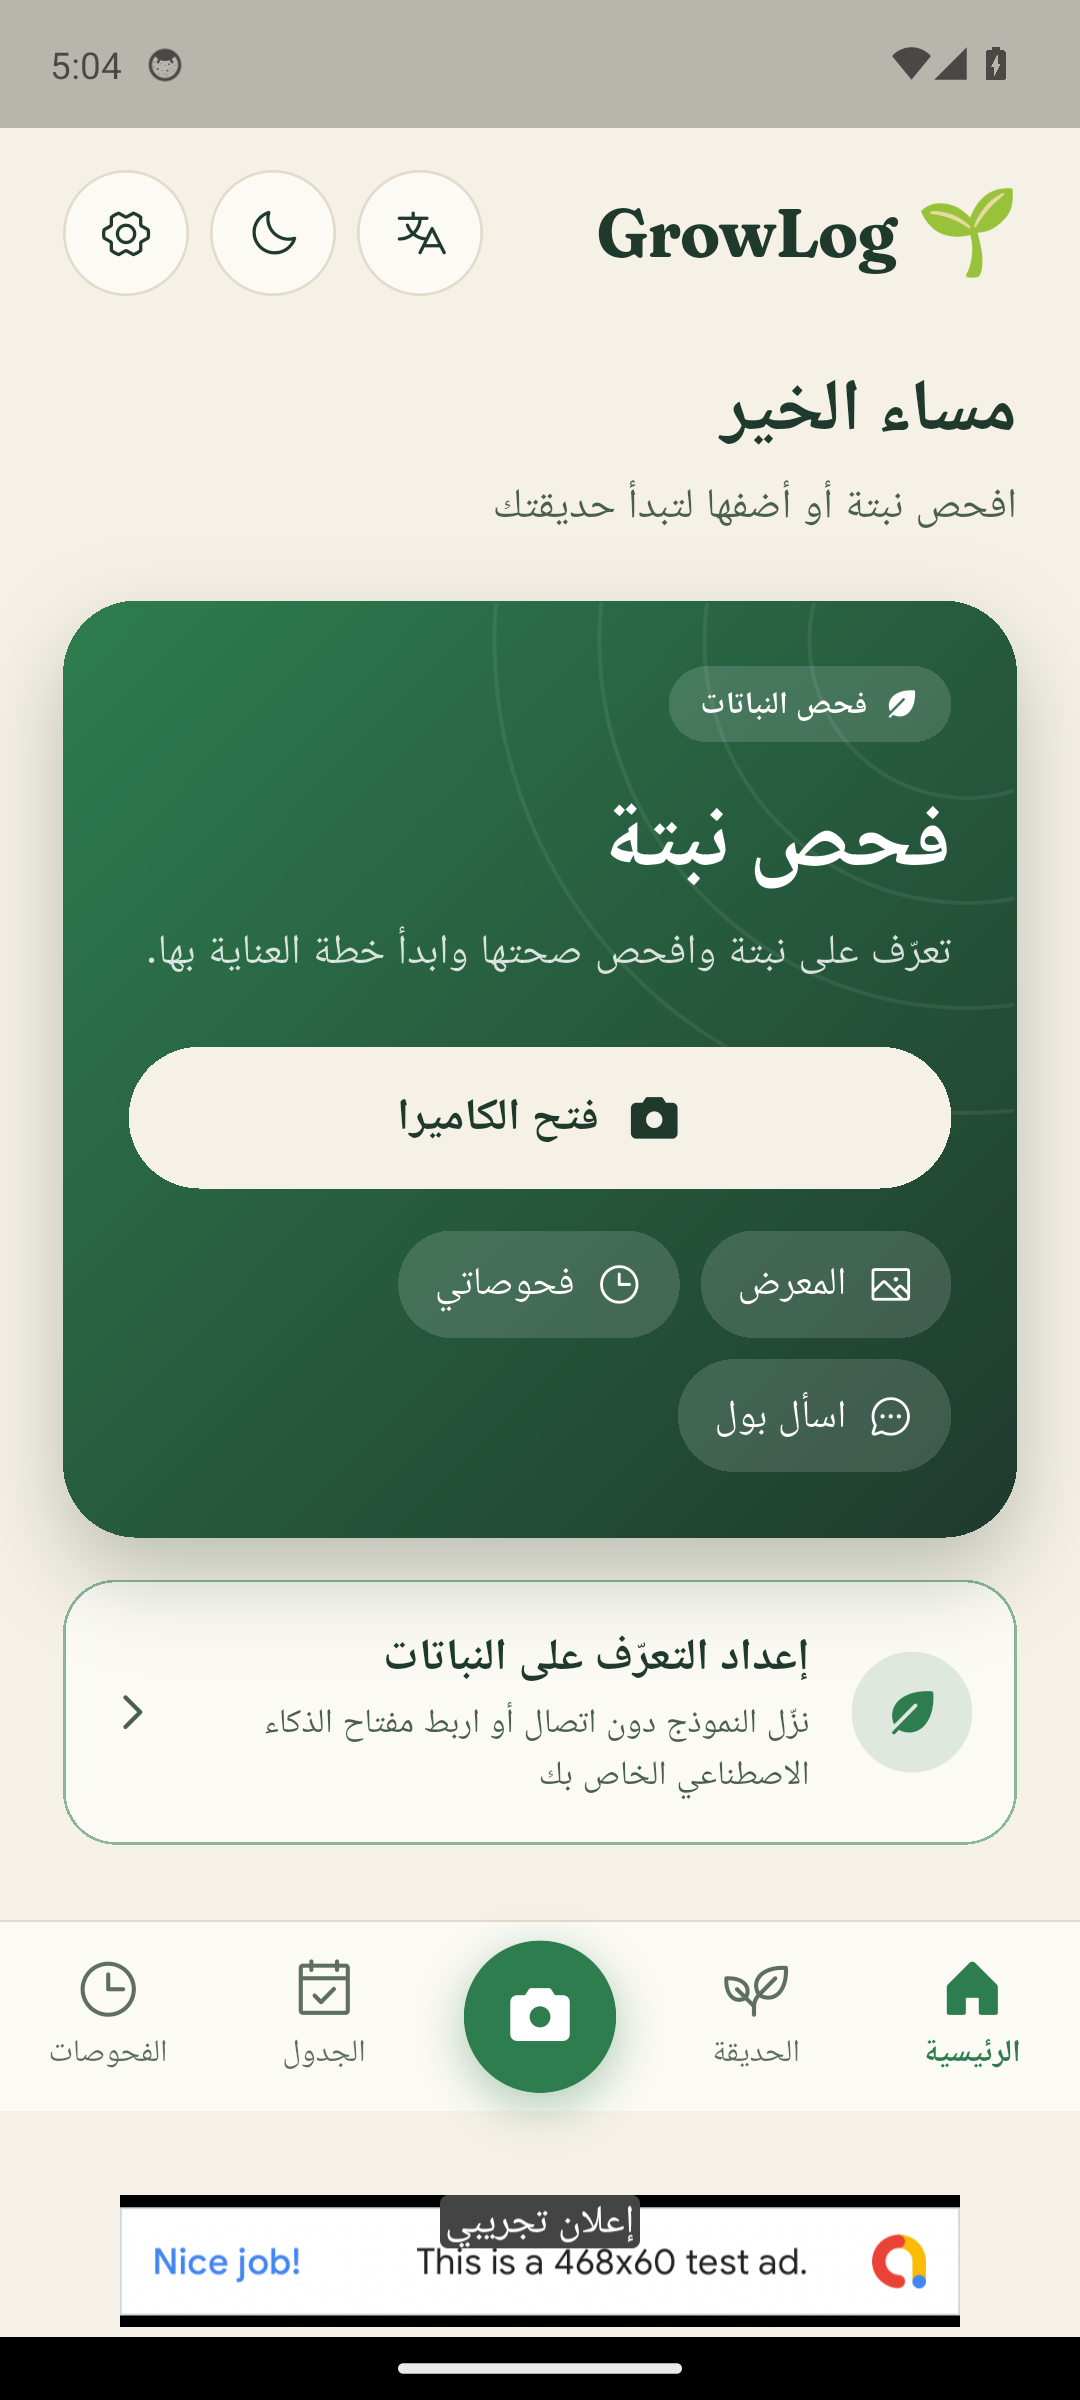 5:04
GrowLog
مساء الخير
افحص نبتة أو أضفها لتبدأ حديقتك
فحص النباتات
فحص نبتة
تعرّف على نبتة وافحص صحتها وابدأ خطة العناية بها.
فتح الكاميرا
المعرض
فحوصاتي
اسأل بول
إعداد التعرّف على النباتات
نزّل النموذج دون اتصال أو اربط مفتاح الذكاء
الاصطناعي الخاص بك
الرئيسية
الحديقة
الجدول
الفحوصات
إعلان تجريبي
Nice job!
This is a 468x60 test ad.